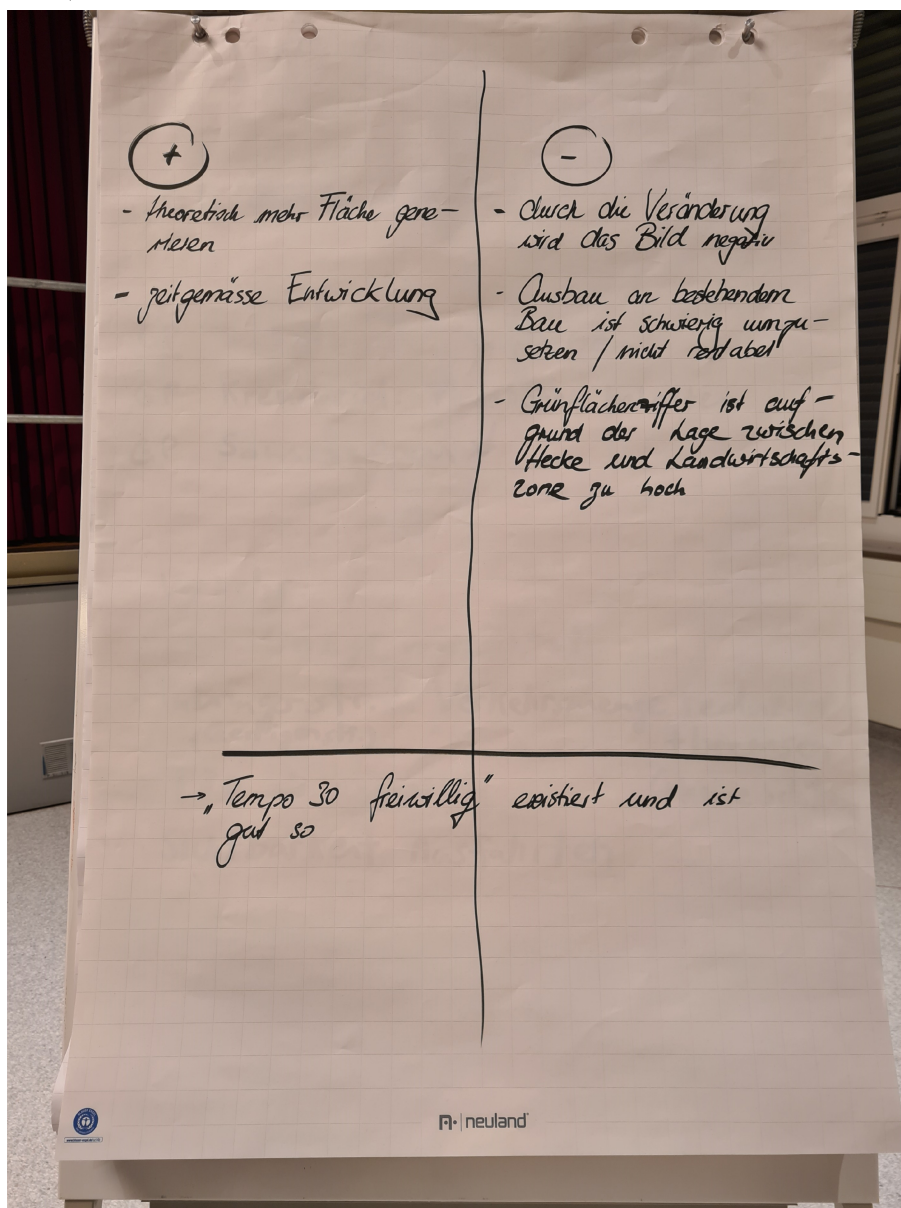 +
- theoretisch mehr Fläche gene-
rieren
- zeitgemässe Entwicklung
-
- durch die Veränderung
wird das Bild negativ
- Ausbau an bestehendem
Bau ist schwierig umzu-
setzen / nicht rentabel
- Grünflächenziffer ist auf-
grund der Lage zwischen
Hecke und Landwirtschafts-
zone zu hoch
→ „Tempo 30 freiwillig" existiert und ist
gut so
neuland